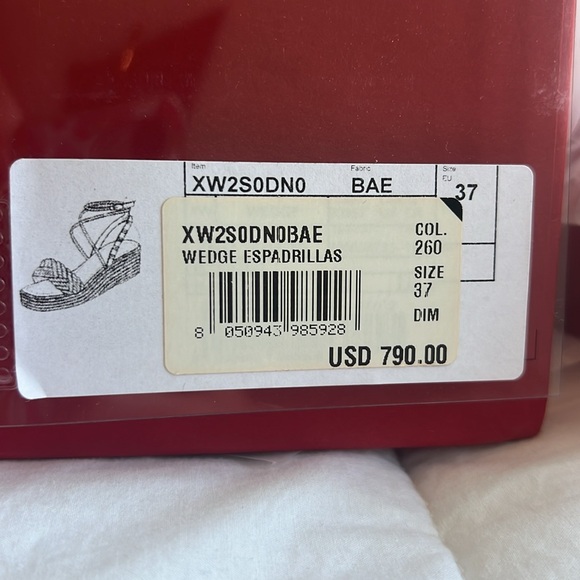 Item
Fabric
Size
EU
XW2S0DN0
BAE
37
XW2S0DN0BAE
WEDGE ESPADRILLAS
COL.
260
SIZE
37
DIM
8 050943 985928
USD 790.00